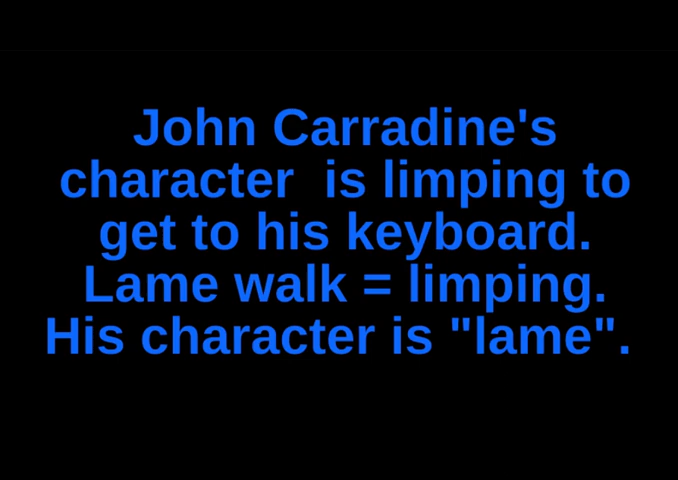 John Carradine's
character  is limping to
get to his keyboard.
Lame walk = limping.
His character is "lame".